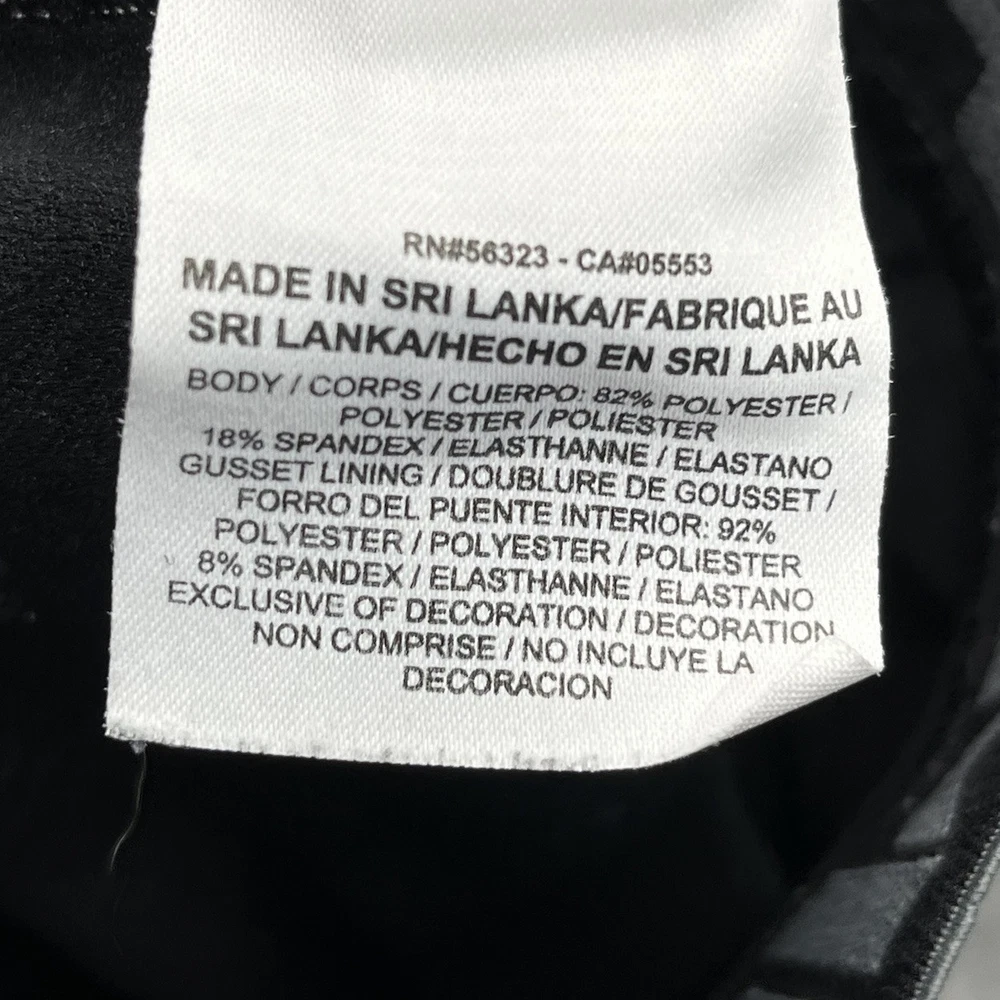 RN#56323 - CA#05553
MADE IN SRI LANKA/FABRIQUE AU
SRI LANKA/HECHO EN SRI LANKA
BODY / CORPS / CUERPO: 82% POLYESTER /
POLYESTER / POLIESTER
18% SPANDEX / ELASTHANNE / ELASTANO
GUSSET LINING / DOUBLURE DE GOUSSET /
FORRO DEL PUENTE INTERIOR: 92%
POLYESTER / POLYESTER / POLIESTER
8% SPANDEX / ELASTHANNE / ELASTANO
EXCLUSIVE OF DECORATION / DECORATION
NON COMPRISE / NO INCLUYE LA
DECORACION